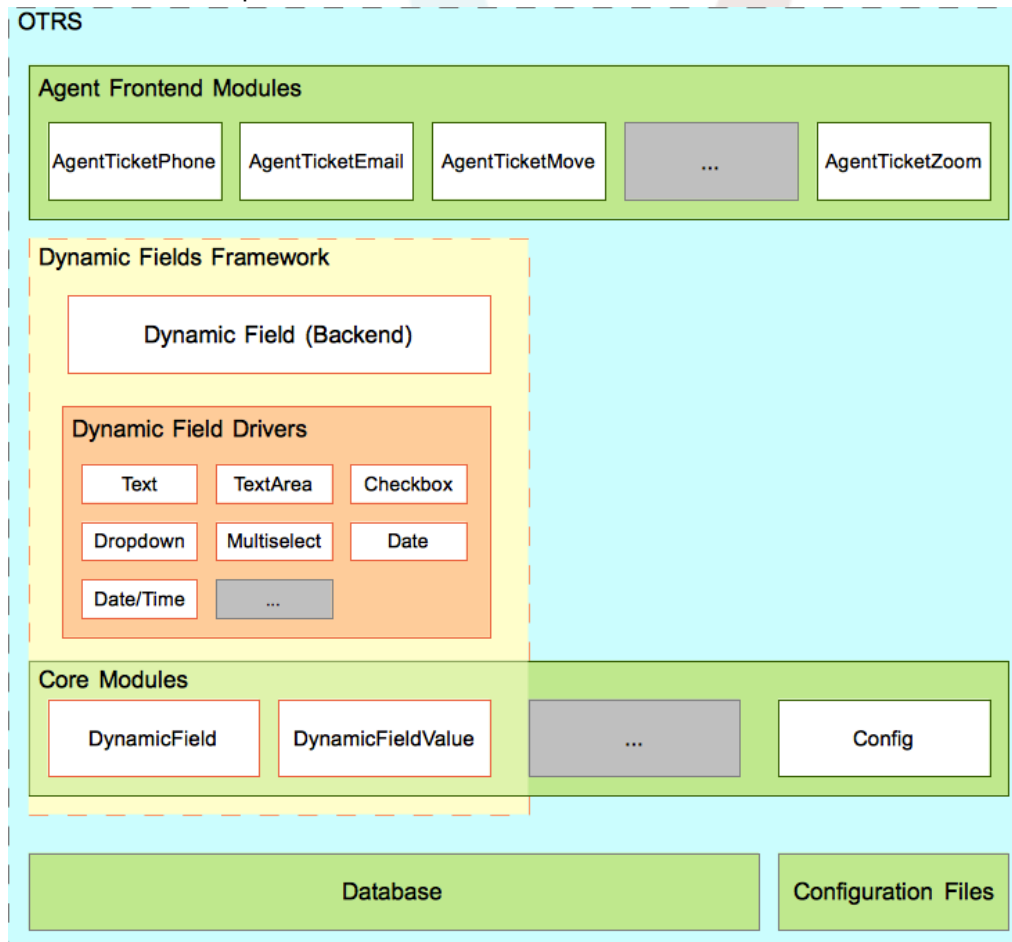 OTRS
Agent Frontend Modules
AgentTicketPhone
AgentTicketEmail
AgentTicketMove
...
AgentTicketZoom
Dynamic Fields Framework
Dynamic Field (Backend)
Dynamic Field Drivers
Text
TextArea
Checkbox
Dropdown
Multiselect
Date
Date/Time
...
Core Modules
DynamicField
DynamicFieldValue
...
Config
Database
Configuration Files